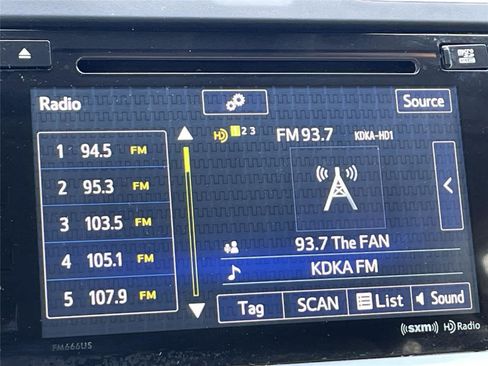 Radio
Source
HD 1 2 3 FM 93.7 KDKA-HD1
1 94.5 FM
2 95.3 FM
3 103.5 FM
4 105.1 FM
5 107.9 FM
93.7 The FAN
KDKA FM
Tag SCAN List Sound
((sxm)) HD Radio
FM666US